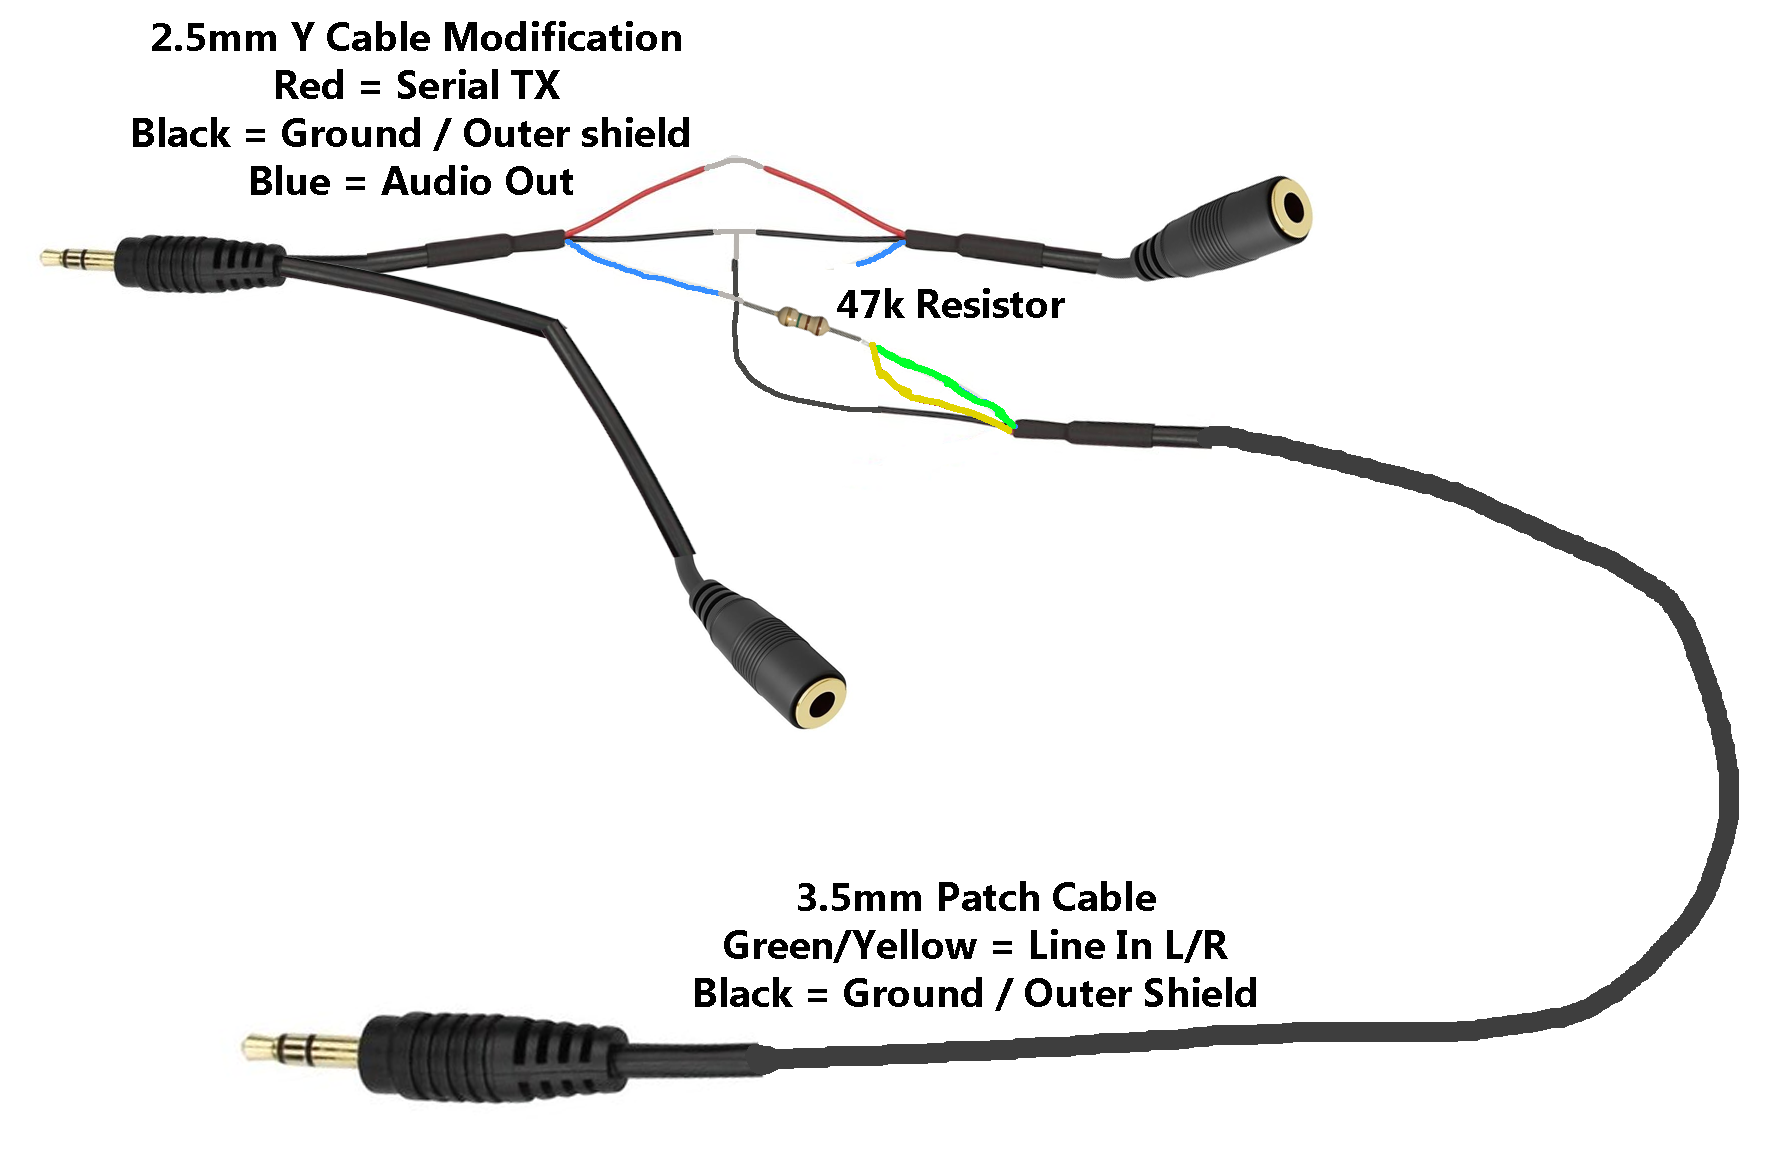 2.5mm Y Cable Modification
Red = Serial TX
Black = Ground / Outer shield
Blue = Audio Out
47k Resistor
3.5mm Patch Cable
Green/Yellow = Line In L/R
Black = Ground / Outer Shield